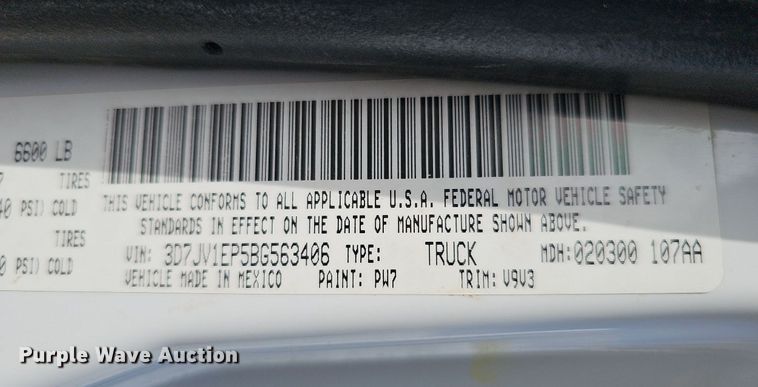 6600 LB
TIRES
PSI) COLD
TIRES
PSI) COLD
THIS VEHICLE CONFORMS TO ALL APPLICABLE U.S.A. FEDERAL MOTOR VEHICLE SAFETY
STANDARDS IN EFFECT ON THE DATE OF MANUFACTURE SHOWN ABOVE.
VIN: 3D7JV1EP5BG563406 TYPE: TRUCK MDH: 020300 107AA
VEHICLE MADE IN MEXICO PAINT: PW7 TRIM: V9V3
Purple Wave Auction